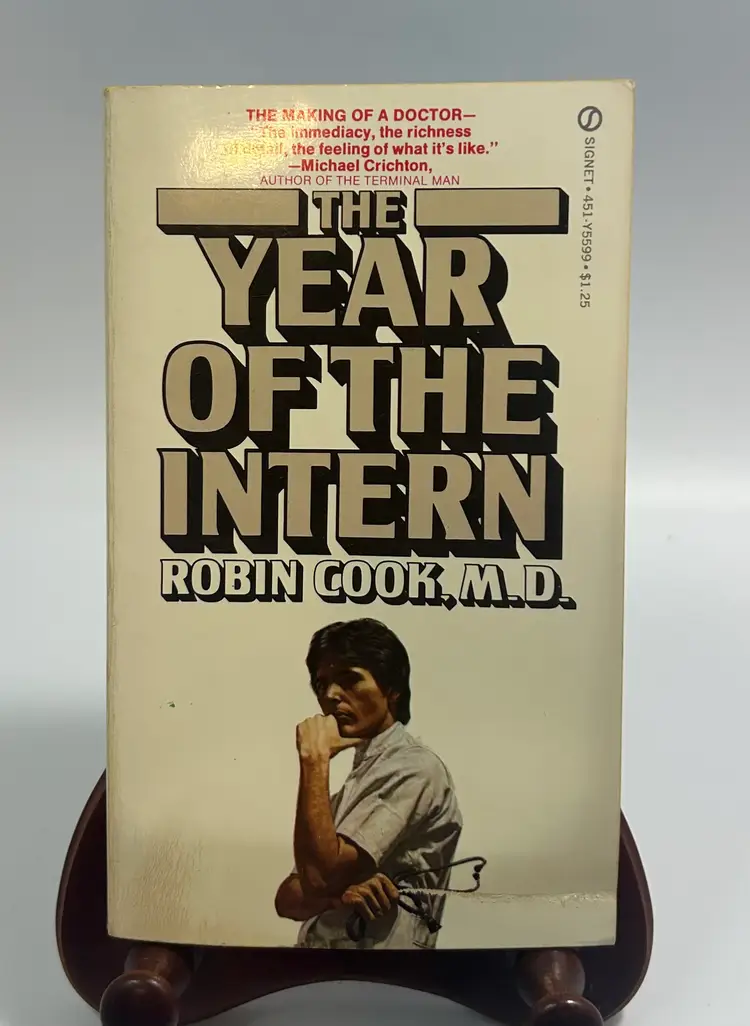 THE MAKING OF A DOCTOR—
"The immediacy, the richness
of detail, the feeling of what it's like."
—Michael Crichton,
AUTHOR OF THE TERMINAL MAN
THE
YEAR
OF THE
INTERN
ROBIN COOK, M.D.
S SIGNET • 451-Y5599 • $1.25